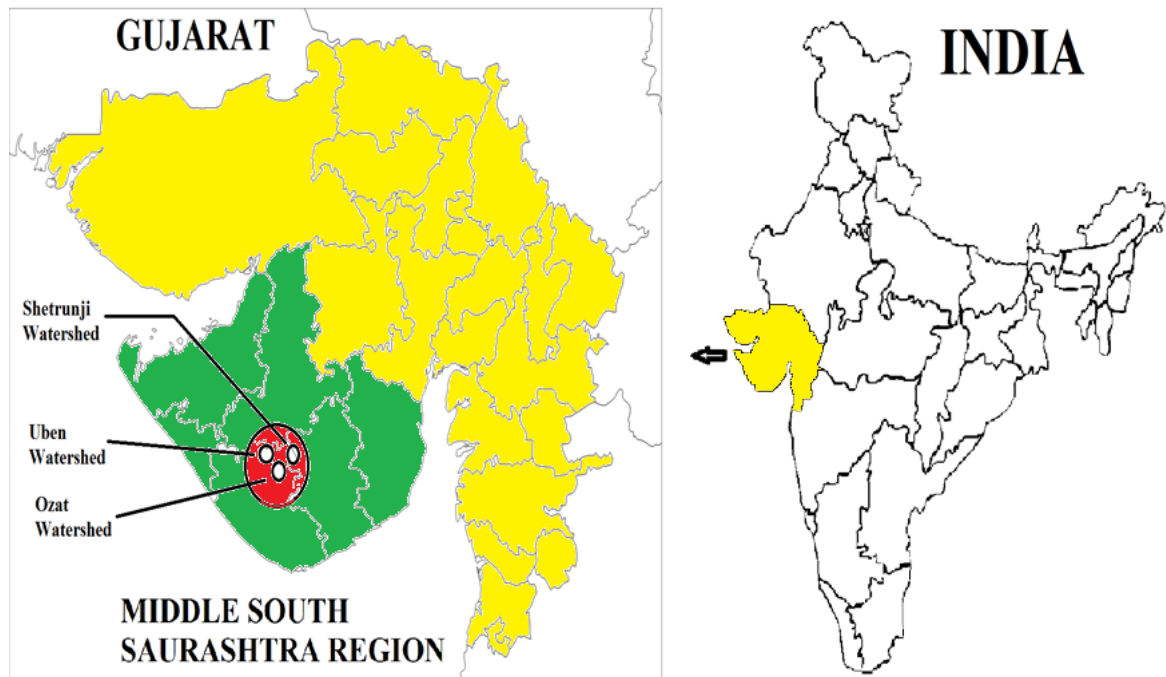 GUJARAT
INDIA
Shetrunji
Watershed
Uben
Watershed
Ozat
Watershed
MIDDLE SOUTH
SAURASHTRA REGION